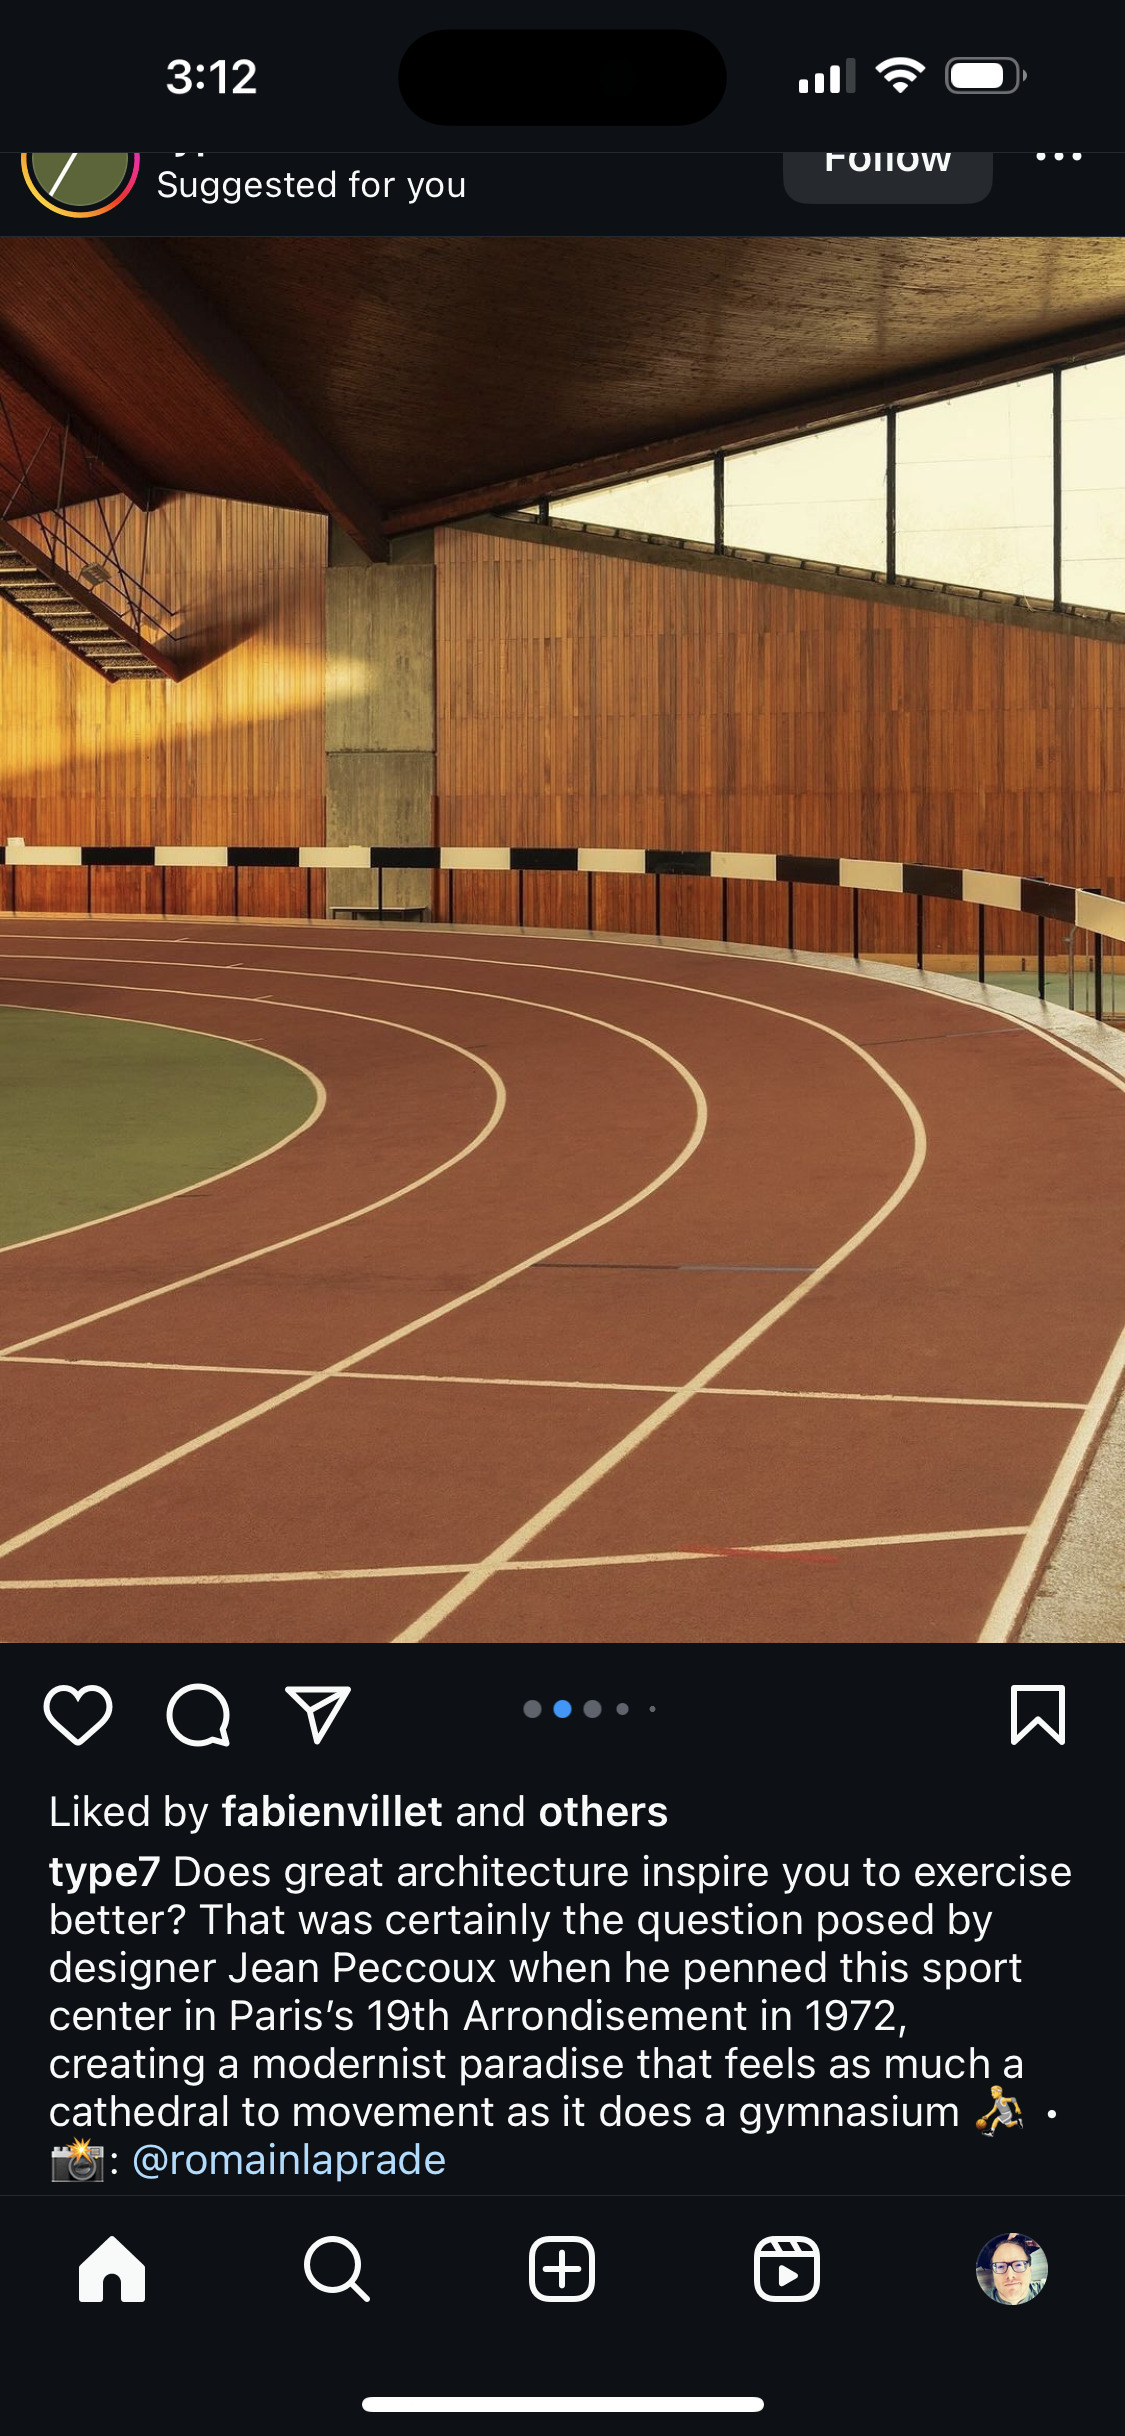 3:12
Suggested for you
Follow
Liked by fabienvillet and others
type7 Does great architecture inspire you to exercise
better? That was certainly the question posed by
designer Jean Peccoux when he penned this sport
center in Paris’s 19th Arrondisement in 1972,
creating a modernist paradise that feels as much a
cathedral to movement as it does a gymnasium ⛹️ •
📸: @romainlaprade